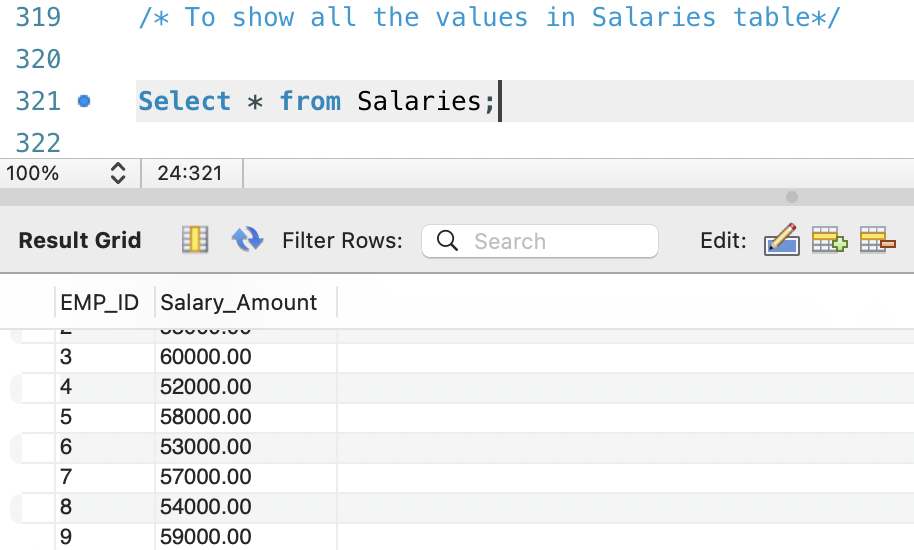 319 /* To show all the values in Salaries table*/
320
321 Select * from Salaries;
322
100% 24:321
Result Grid Filter Rows: Search Edit:
EMP_ID Salary_Amount
3 60000.00
4 52000.00
5 58000.00
6 53000.00
7 57000.00
8 54000.00
9 59000.00